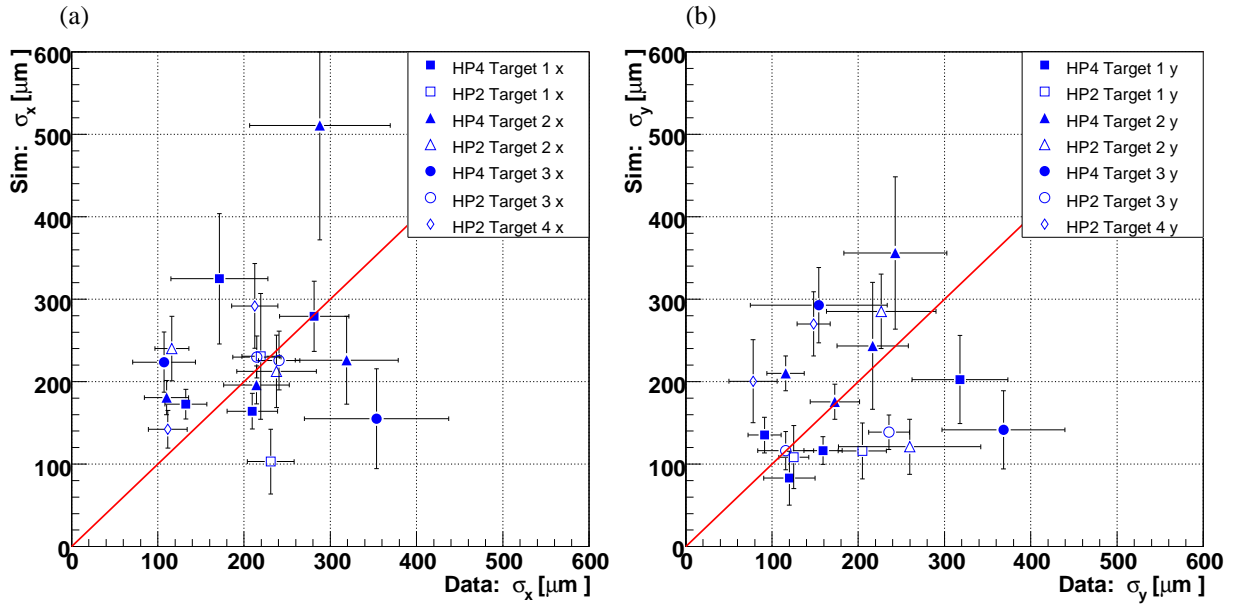 (a)
(b)
Sim: σx [μm]
600
500
400
300
200
100
0
0 100 200 300 400 500 600
Data: σx [μm]
HP4 Target 1 x
HP2 Target 1 x
HP4 Target 2 x
HP2 Target 2 x
HP4 Target 3 x
HP2 Target 3 x
HP2 Target 4 x
Sim: σy [μm]
600
500
400
300
200
100
0
0 100 200 300 400 500 600
Data: σy [μm]
HP4 Target 1 y
HP2 Target 1 y
HP4 Target 2 y
HP2 Target 2 y
HP4 Target 3 y
HP2 Target 3 y
HP2 Target 4 y